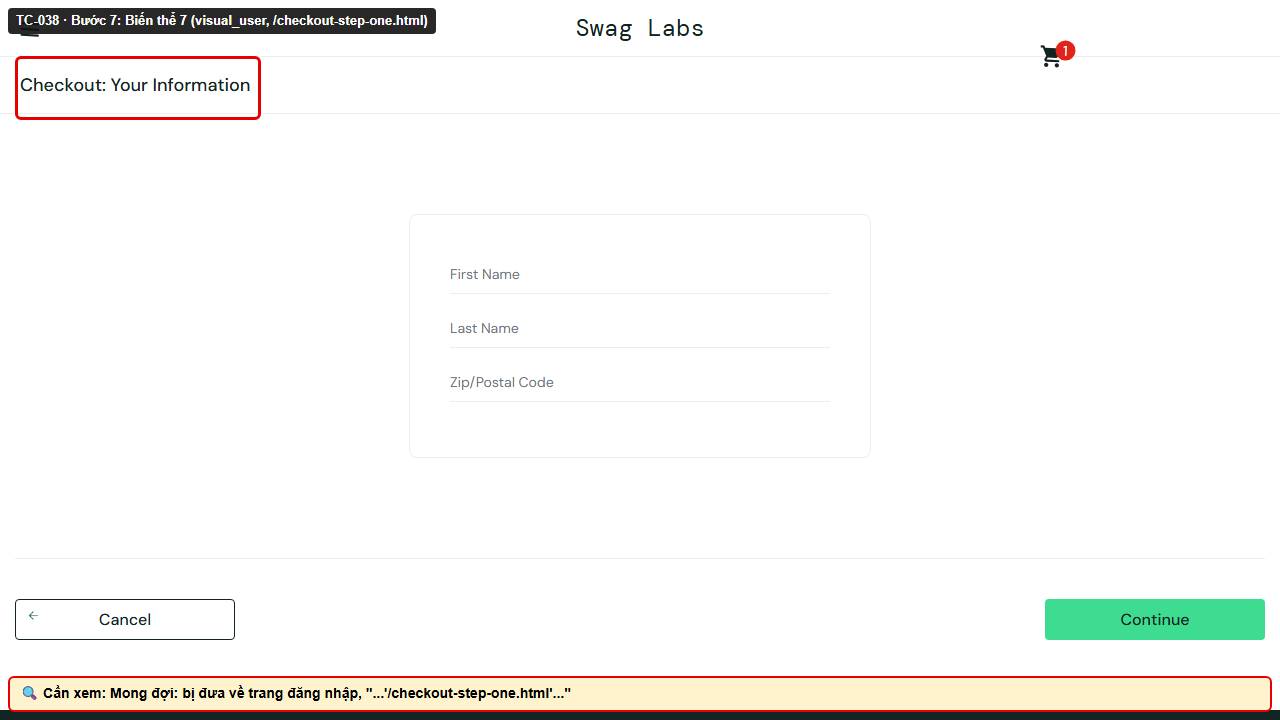 TC-038 · Bước 7: Biến thể 7 (visual_user, /checkout-step-one.html)
Swag Labs
1
Checkout: Your Information
First Name
Last Name
Zip/Postal Code
Cancel
Continue
🔍 Cần xem: Mong đợi: bị đưa về trang đăng nhập, "...'/checkout-step-one.html'..."